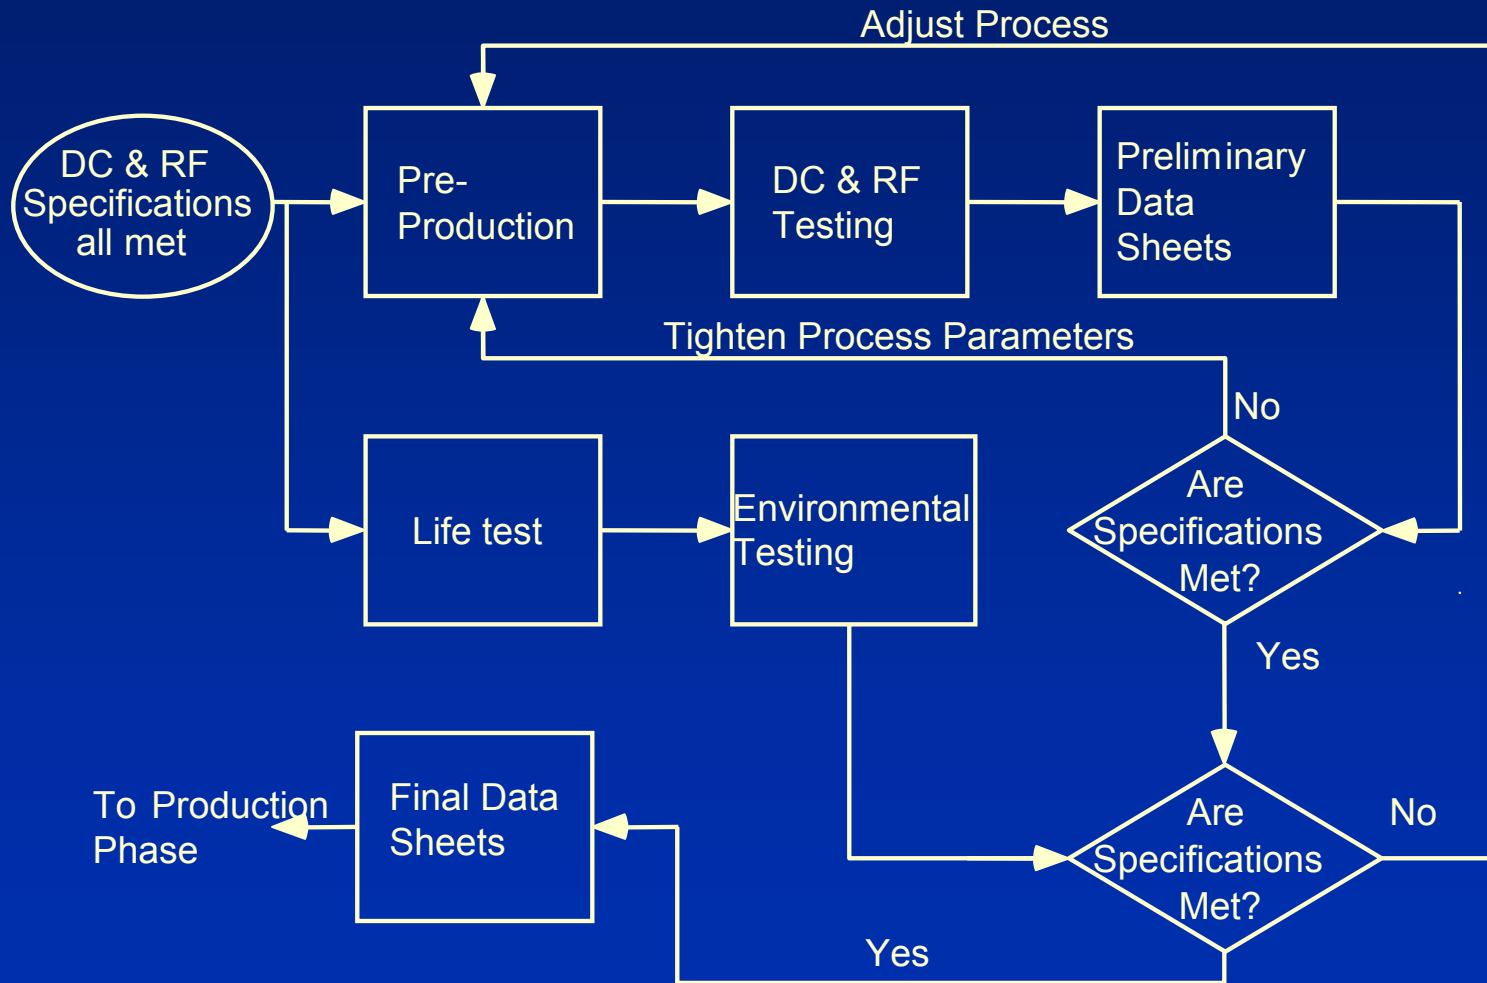 Adjust Process
DC & RF
Specifications
all met
Pre-
Production
DC & RF
Testing
Preliminary
Data
Sheets
Tighten Process Parameters
No
Life test
Environmental
Testing
Are
Specifications
Met?
Yes
To Production
Phase
Final Data
Sheets
Are
Specifications
Met?
No
Yes